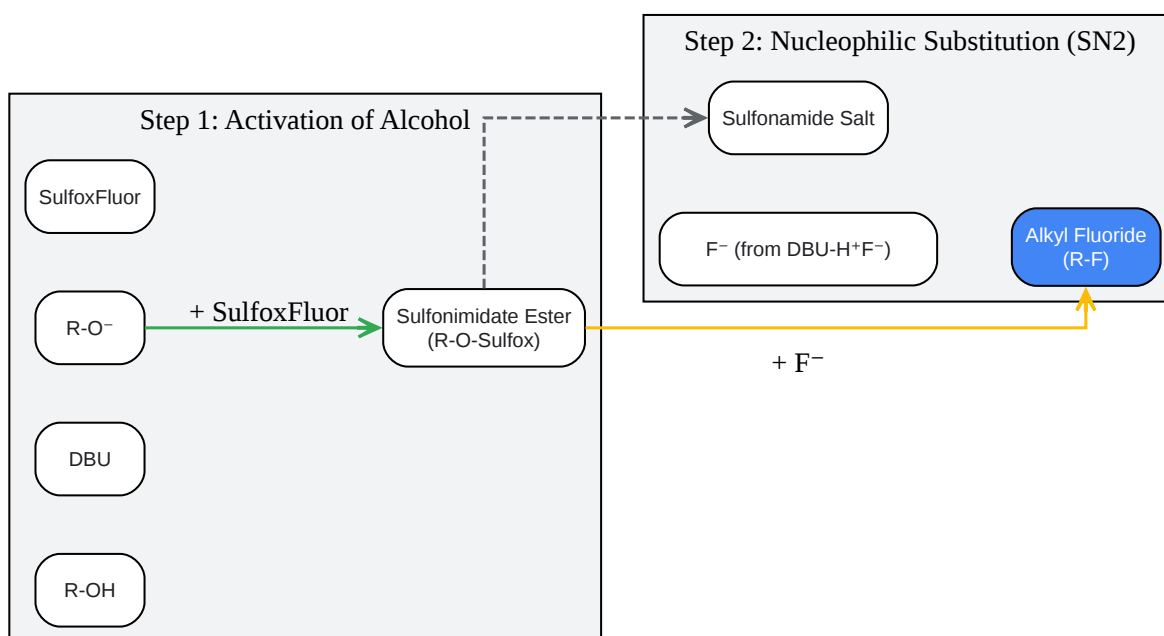 Step 2: Nucleophilic Substitution (SN2)
Step 1: Activation of Alcohol
Sulfonamide Salt
SulfoxFluor
F⁻ (from DBU-H⁺F⁻)
Alkyl Fluoride
(R-F)
R-O⁻
+ SulfoxFluor
Sulfonimidate Ester
(R-O-Sulfox)
+ F⁻
DBU
R-OH